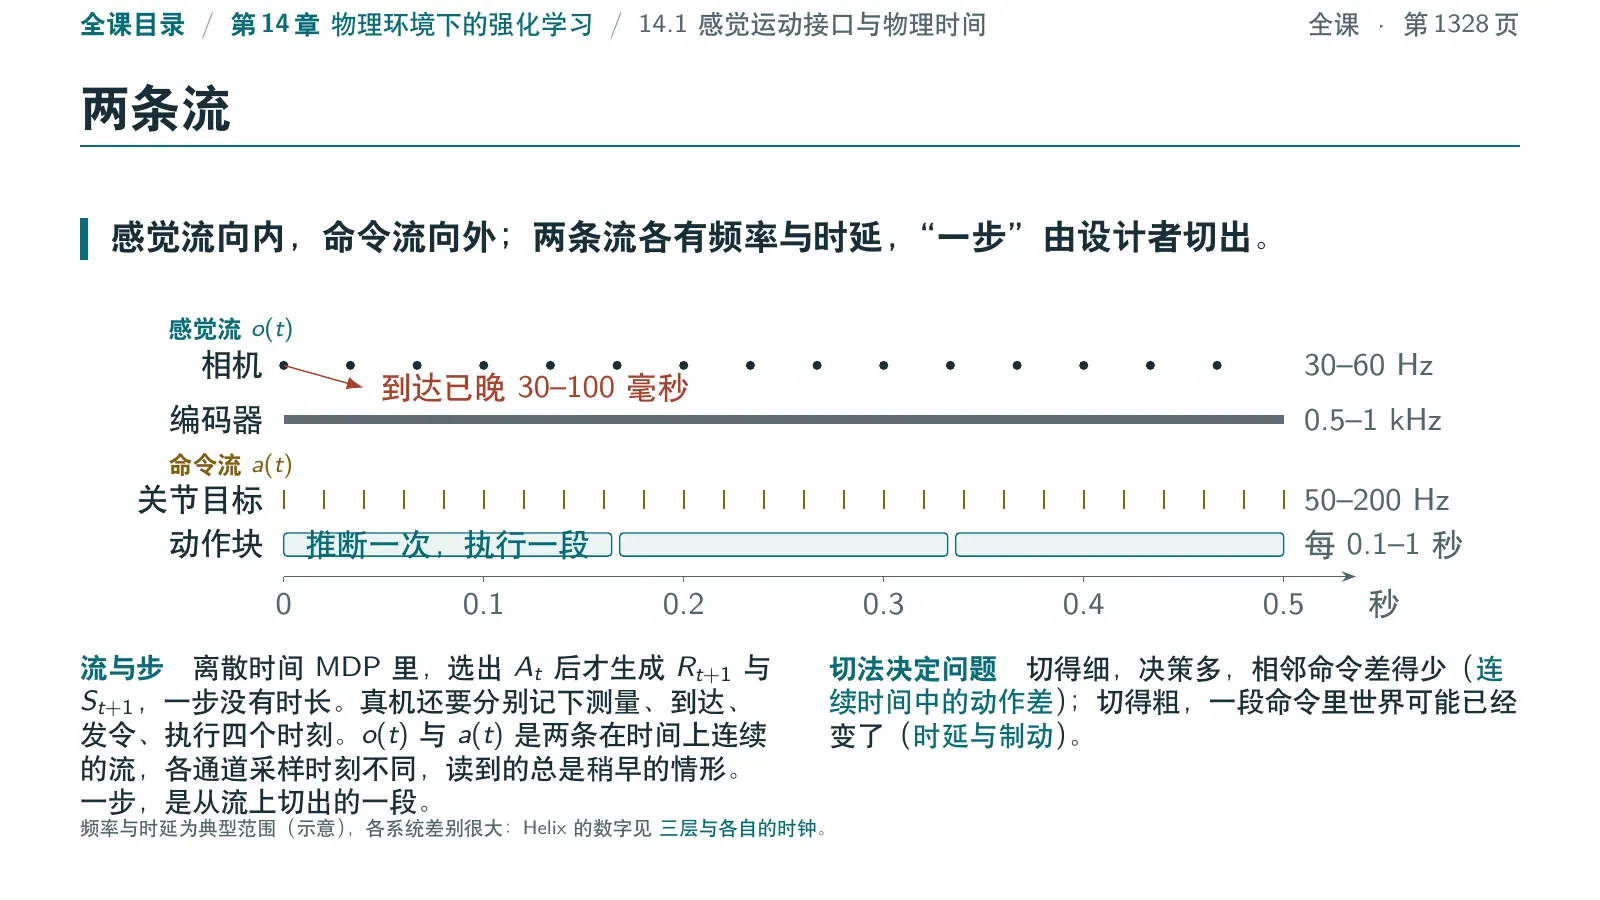 全课目录 / 第 14 章 物理环境下的强化学习 / 14.1 感觉运动接口与物理时间
全课 · 第 1328 页
两条流
感觉流向内，命令流向外；两条流各有频率与时延，“一步”由设计者切出。
感觉流 o(t)
相机
30–60 Hz
到达已晚 30–100 毫秒
编码器
0.5–1 kHz
命令流 a(t)
关节目标
50–200 Hz
动作块
推断一次，执行一段
每 0.1–1 秒
0 0.1 0.2 0.3 0.4 0.5 秒
流与步 离散时间 MDP 里，选出 A_t 后才生成 R_{t+1} 与
S_{t+1}，一步没有时长。真机还要分别记下测量、到达、
发令、执行四个时刻。o(t) 与 a(t) 是两条在时间上连续
的流，各通道采样时刻不同，读到的总是稍早的情形。
一步，是从流上切出的一段。
切法决定问题 切得细，决策多，相邻命令差得少（连
续时间中的动作差）；切得粗，一段命令里世界可能已经
变了（时延与制动）。
频率与时延为典型范围（示意），各系统差别很大：Helix 的数字见 三层与各自的时钟。